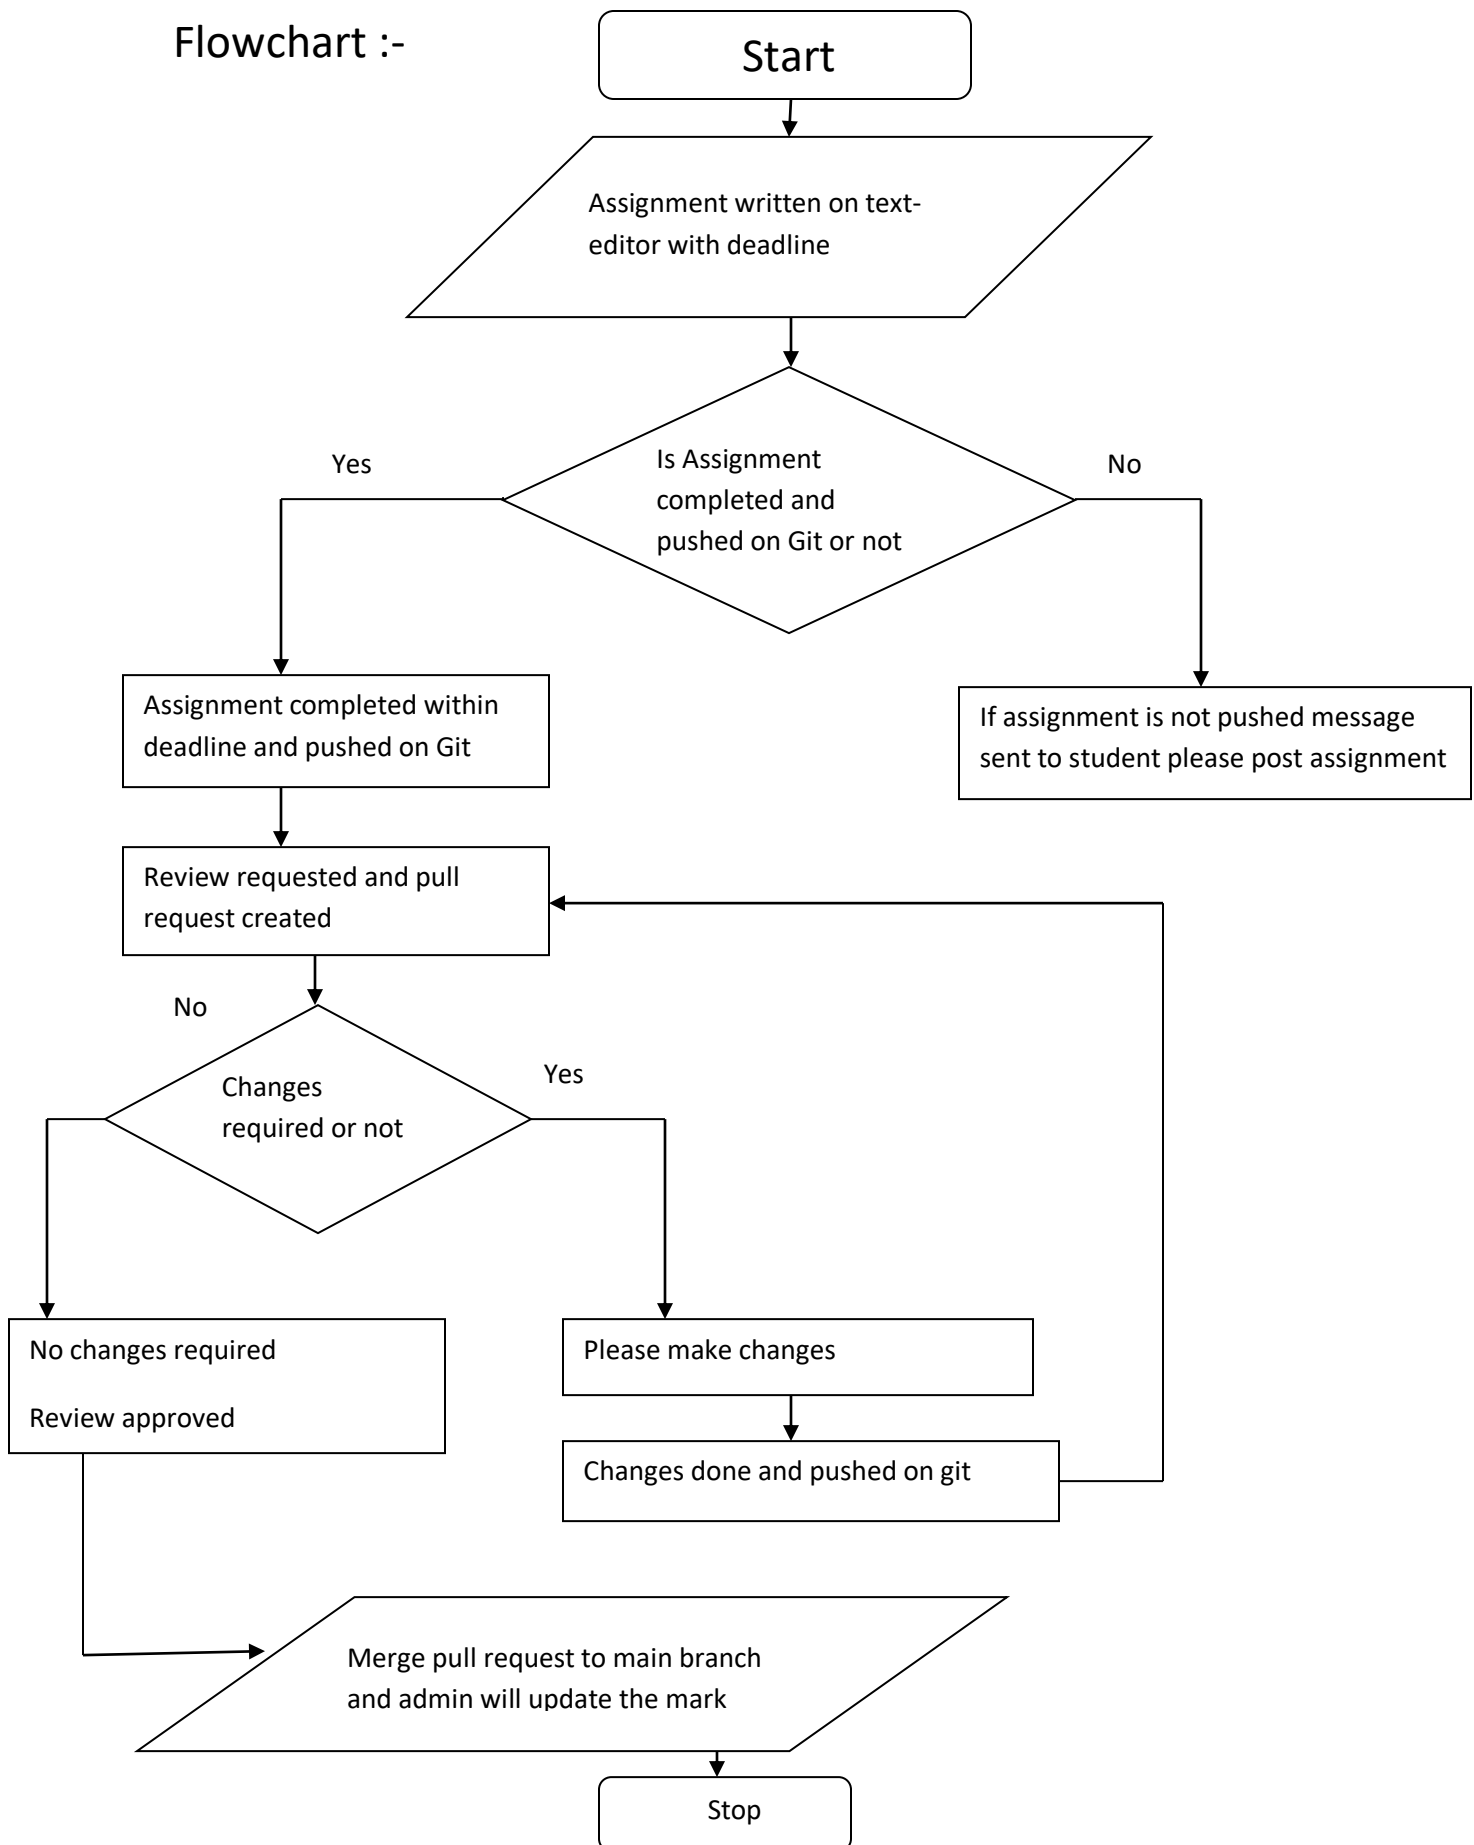 Flowchart :-
Start
Assignment written on text-
editor with deadline
Yes
Is Assignment
completed and
pushed on Git or not
No
Assignment completed within
deadline and pushed on Git
If assignment is not pushed message
sent to student please post assignment
Review requested and pull
request created
No
Changes
required or not
Yes
No changes required
Review approved
Please make changes
Changes done and pushed on git
Merge pull request to main branch
and admin will update the mark
Stop